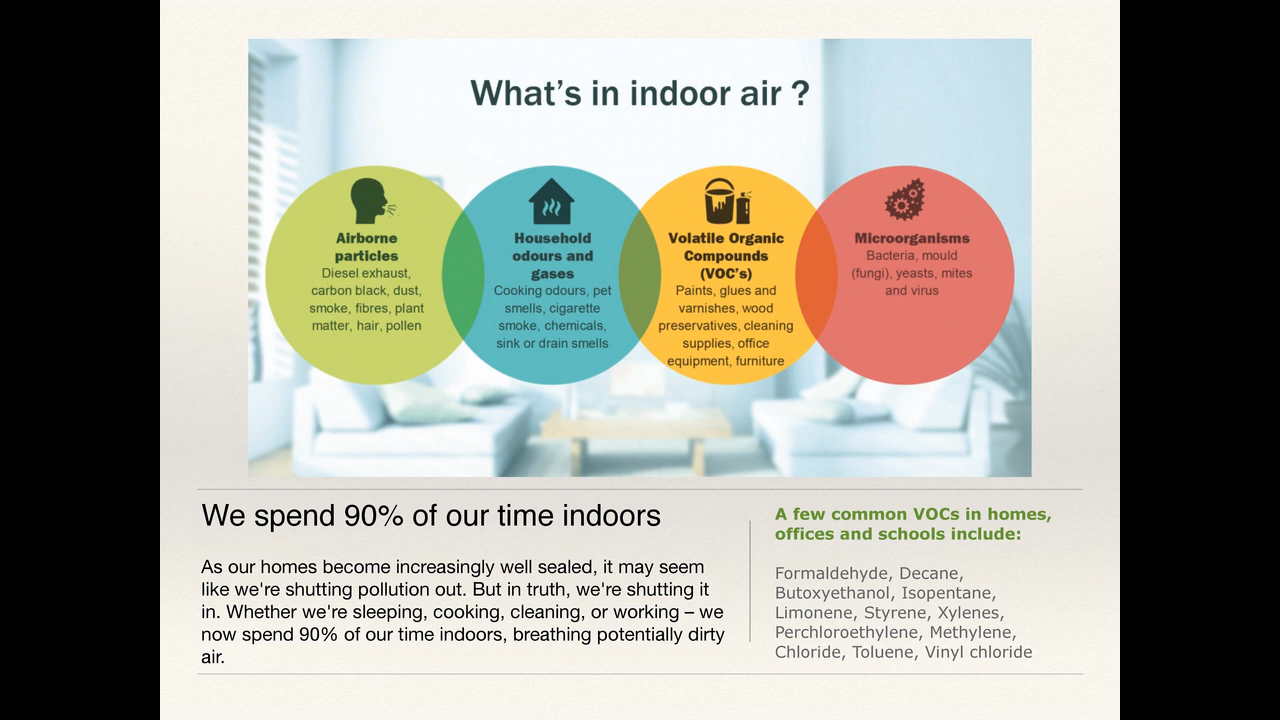 What's in indoor air ?
Airborne
particles
Diesel exhaust,
carbon black, dust,
smoke, fibres, plant
matter, hair, pollen
Household
odours and
gases
Cooking odours, pet
smells, cigarette
smoke, chemicals,
sink or drain smells
Volatile Organic
Compounds
(VOC's)
Paints, glues and
varnishes, wood
preservatives, cleaning
supplies, office
equipment, furniture
Microorganisms
Bacteria, mould
(fungi), yeasts, mites
and virus
We spend 90% of our time indoors
As our homes become increasingly well sealed, it may seem
like we're shutting pollution out. But in truth, we're shutting it
in. Whether we're sleeping, cooking, cleaning, or working – we
now spend 90% of our time indoors, breathing potentially dirty
air.
A few common VOCs in homes,
offices and schools include:
Formaldehyde, Decane,
Butoxyethanol, Isopentane,
Limonene, Styrene, Xylenes,
Perchloroethylene, Methylene,
Chloride, Toluene, Vinyl chloride